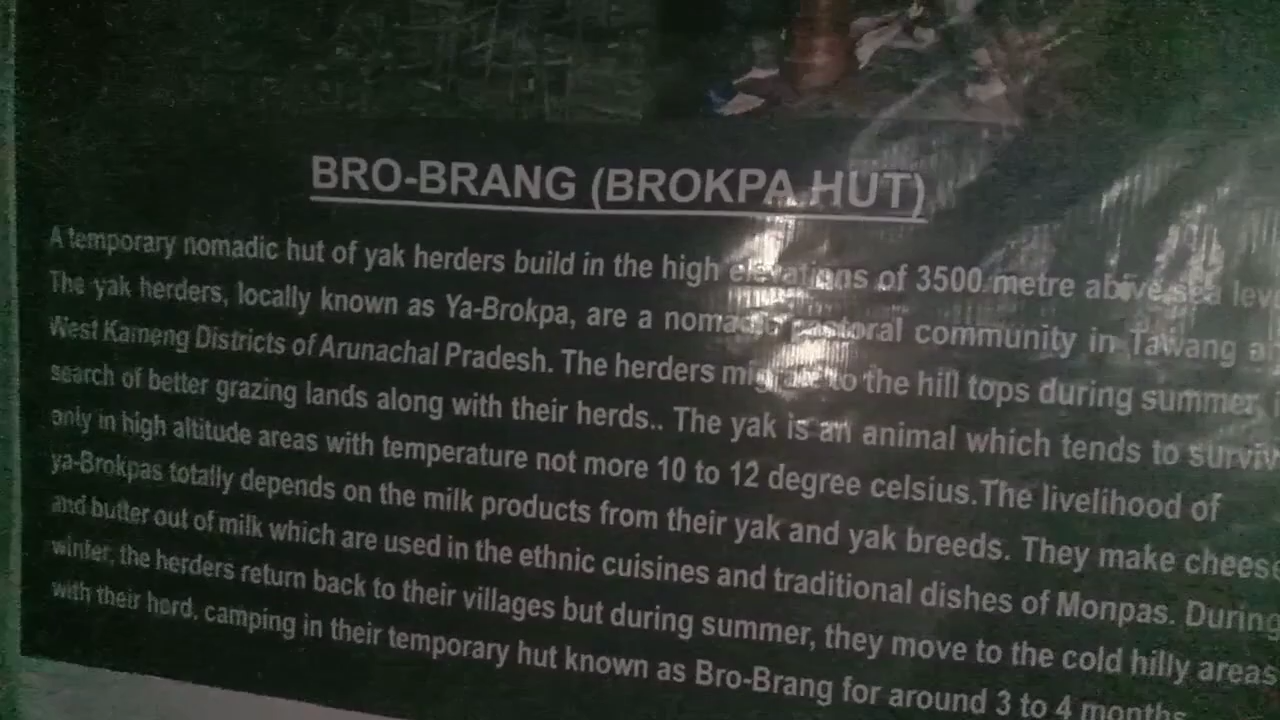 BRO-BRANG (BROKPA HUT)
A temporary nomadic hut of yak herders build in the high elevations of 3500 metre abive sea
The yak herders, locally known as Ya-Brokpa, are a nomadic pastoral community in Tawang
West Kameng Districts of Arunachal Pradesh. The herders migrate to the hill tops during summer,
search of better grazing lands along with their herds.. The yak is an animal which tends to
only in high altitude areas with temperature not more 10 to 12 degree celsius.The livelihood of
ya-Brokpas totally depends on the milk products from their yak and yak breeds. They make cheese
and butter out of milk which are used in the ethnic cuisines and traditional dishes of Monpas. During
winter, the herders return back to their villages but during summer, they move to the cold hilly areas
with their herd, camping in their temporary hut known as Bro-Brang for around 3 to 4 months